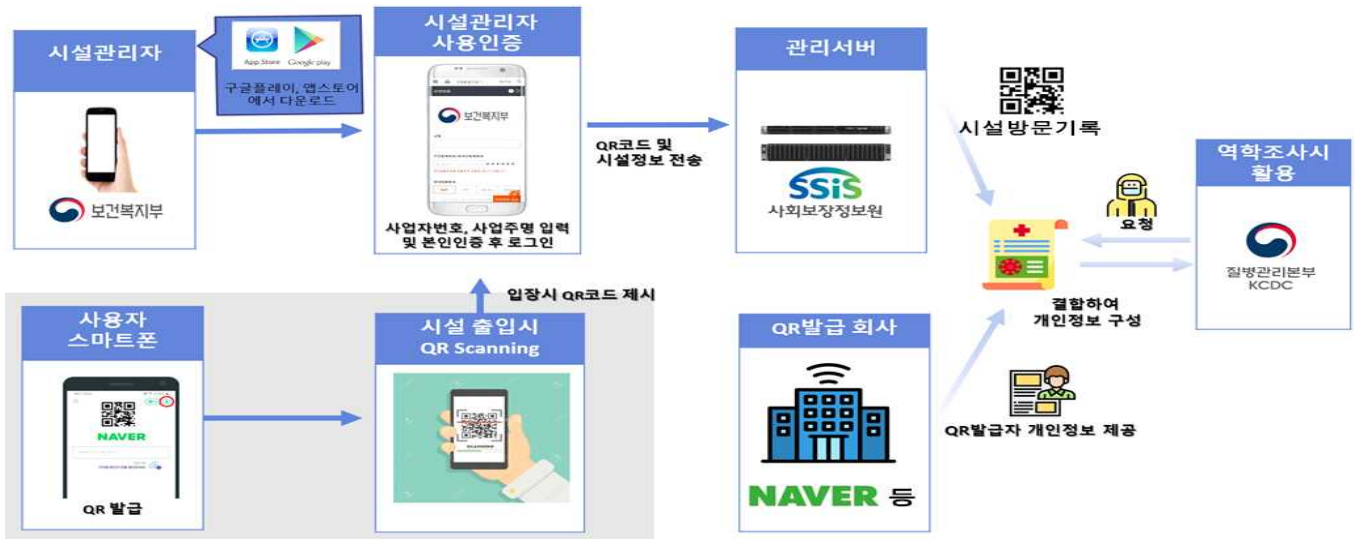 시설관리자
보건복지부
App Store Google play
구글플레이, 앱스토어
에서 다운로드
시설관리자
사용인증
보건복지부
사업자번호, 사업주명 입력
및 본인인증 후 로그인
QR코드 및
시설정보 전송
관리서버
SSiS
사회보장정보원
시설방문기록
역학조사시
활용
요청
질병관리본부
KCDC
결합하여
개인정보 구성
입장시 QR코드 제시
사용자
스마트폰
NAVER
QR 발급
시설 출입시
QR Scanning
QR발급 회사
NAVER 등
QR발급자 개인정보 제공